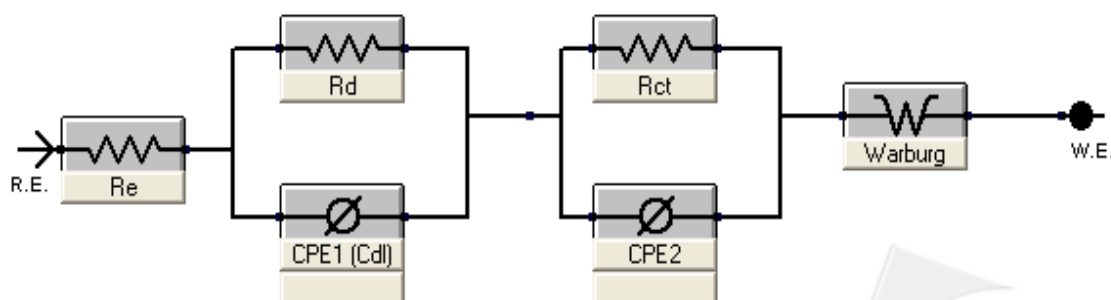 Rd
Rct
R.E.
Re
Warburg
W.E.
CPE1 (Cdl)
CPE2